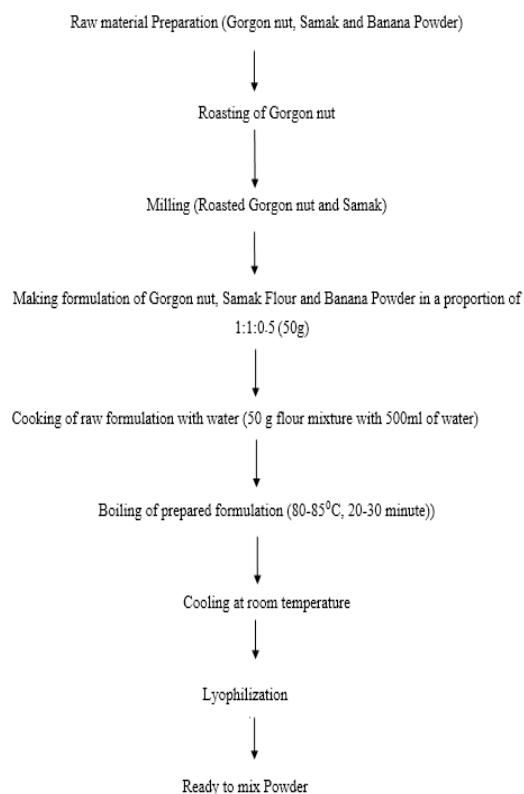 Raw material Preparation (Gorgon nut, Samak and Banana Powder)
Roasting of Gorgon nut
Milling (Roasted Gorgon nut and Samak)
Making formulation of Gorgon nut, Samak Flour and Banana Powder in a proportion of
1:1:0.5 (50g)
Cooking of raw formulation with water (50 g flour mixture with 500ml of water)
Boiling of prepared formulation (80-85⁰C, 20-30 minute))
Cooling at room temperature
Lyophilization
Ready to mix Powder